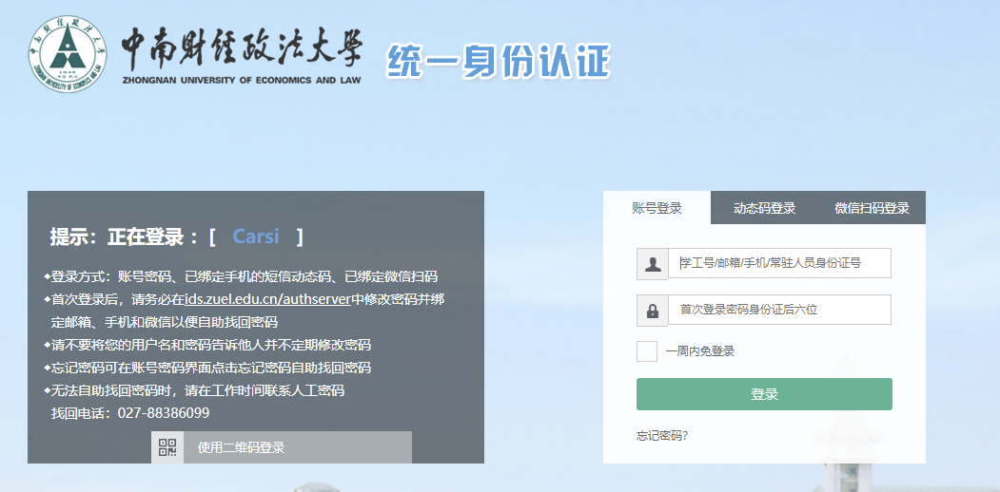 中南财经政法大学
ZHONGNAN UNIVERSITY OF ECONOMICS AND LAW
统一身份认证
提示：正在登录：[ Carsi ]
◆登录方式：账号密码、已绑定手机的短信动态码、已绑定微信扫码
◆首次登录后，请务必在ids.zuel.edu.cn/authserver中修改密码并绑
定邮箱、手机和微信以便自助找回密码
◆请不要将您的用户名和密码告诉他人并不定期修改密码
◆忘记密码可在账号密码界面点击忘记密码自助找回密码
◆无法自助找回密码时，请在工作时间联系人工密码
找回电话：027-88386099
使用二维码登录
账号登录 动态码登录 微信扫码登录
学工号/邮箱/手机/常驻人员身份证号
首次登录密码身份证后六位
一周内免登录
登录
忘记密码?